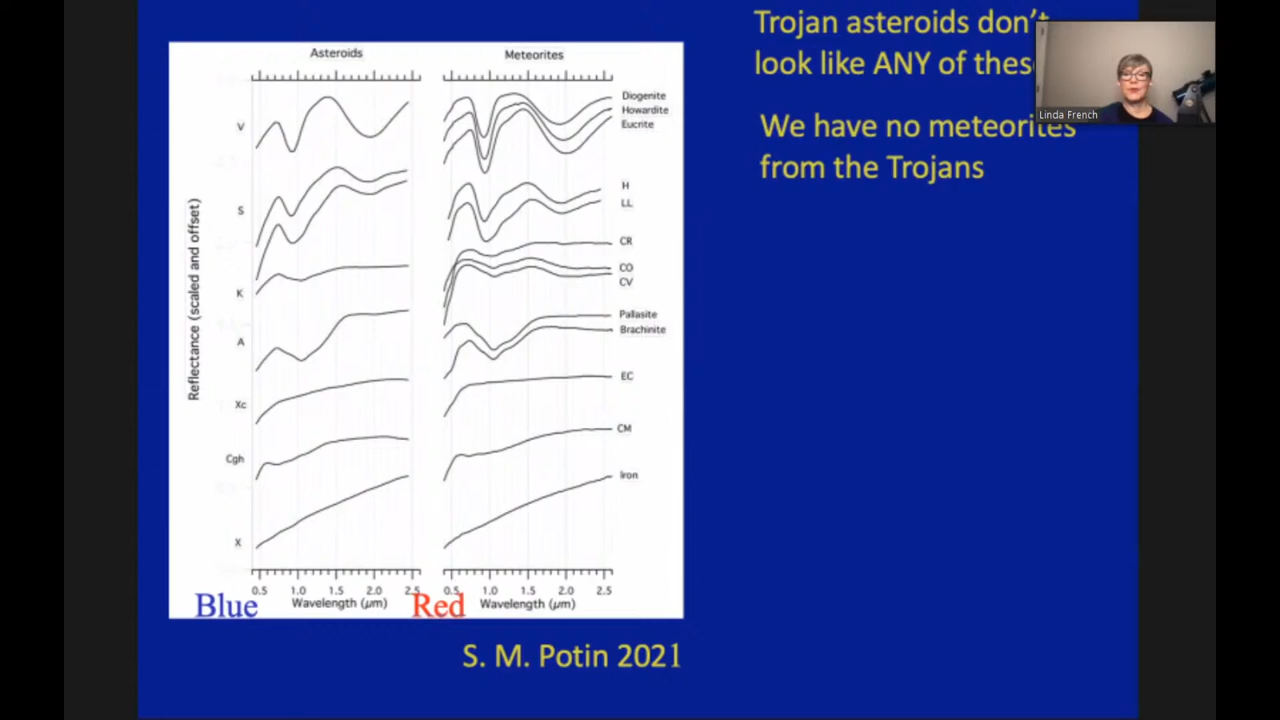 Trojan asteroids don't
look like ANY of these
Linda French
We have no meteorites
from the Trojans
Asteroids
Meteorites
Reflectance (scaled and offset)
V
S
K
A
Xc
Cgh
X
Diogenite
Howardite
Eucrite
H
LL
CR
CO
CV
Pallasite
Brachinite
EC
CM
Iron
0.5 1.0 1.5 2.0 2.5
Wavelength (μm)
0.5 1.0 1.5 2.0 2.5
Wavelength (μm)
Blue
Red
S. M. Potin 2021